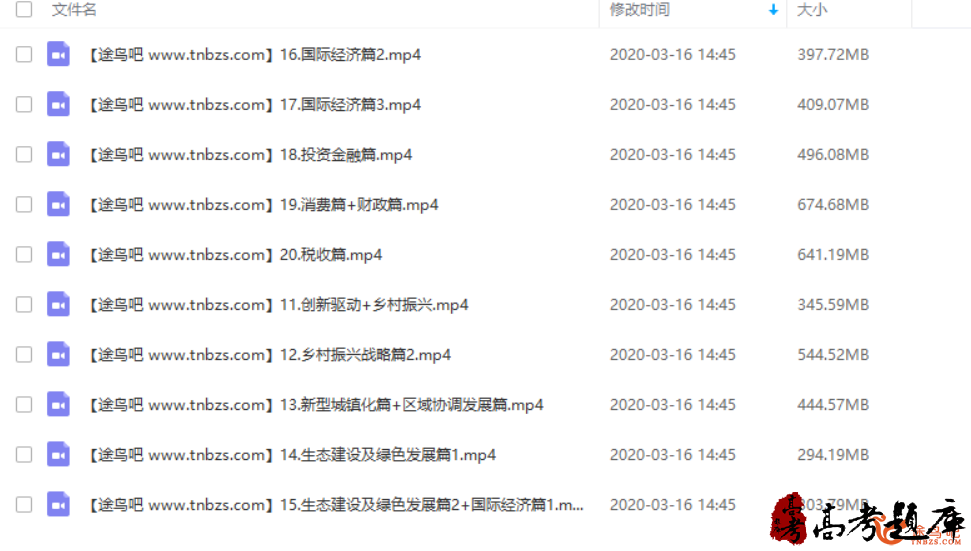 文件名 修改时间 大小
【途鸟吧 www.tnbzs.com】16.国际经济篇2.mp4 2020-03-16 14:45 397.72MB
【途鸟吧 www.tnbzs.com】17.国际经济篇3.mp4 2020-03-16 14:45 409.07MB
【途鸟吧 www.tnbzs.com】18.投资金融篇.mp4 2020-03-16 14:45 496.08MB
【途鸟吧 www.tnbzs.com】19.消费篇+财政篇.mp4 2020-03-16 14:45 674.68MB
【途鸟吧 www.tnbzs.com】20.税收篇.mp4 2020-03-16 14:45 641.19MB
【途鸟吧 www.tnbzs.com】11.创新驱动+乡村振兴.mp4 2020-03-16 14:45 345.59MB
【途鸟吧 www.tnbzs.com】12.乡村振兴战略篇2.mp4 2020-03-16 14:45 544.52MB
【途鸟吧 www.tnbzs.com】13.新型城镇化篇+区域协调发展篇.mp4 2020-03-16 14:45 444.57MB
【途鸟吧 www.tnbzs.com】14.生态建设及绿色发展篇1.mp4 2020-03-16 14:45 294.19MB
【途鸟吧 www.tnbzs.com】15.生态建设及绿色发展篇2+国际经济篇1.m... 2020-03-16 14:45
高考 高考题库
途鸟吧
TNBZS.COM